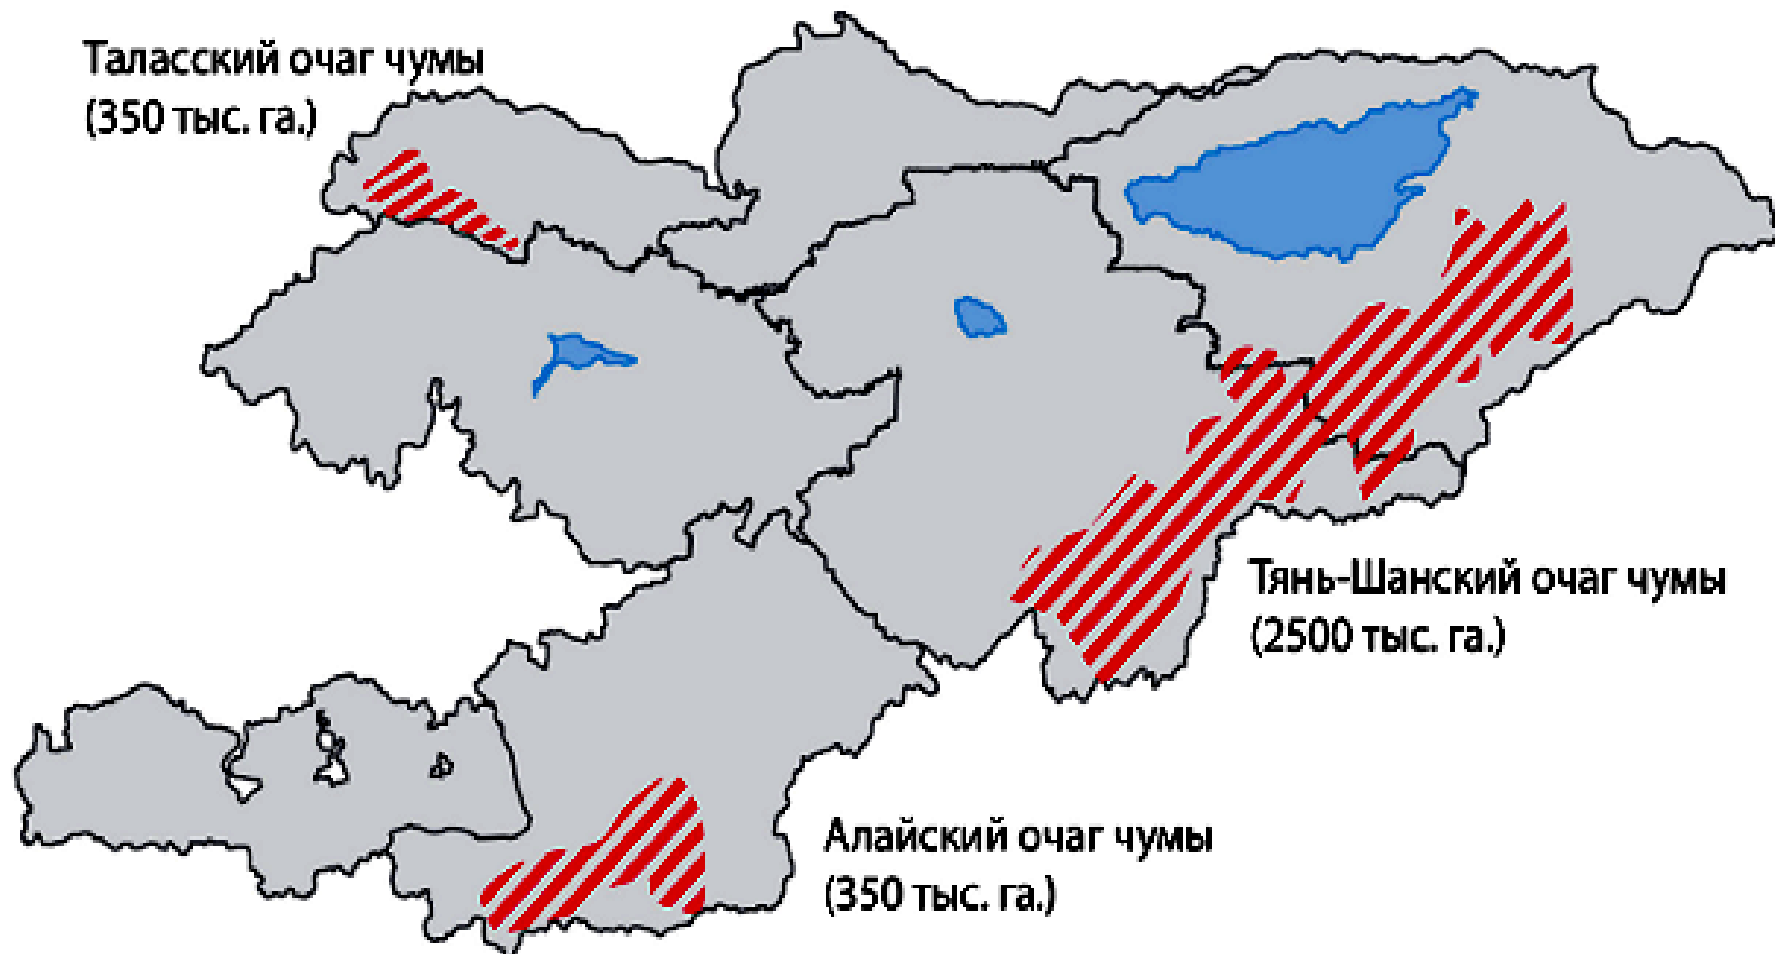 Таласский очаг чумы
(350 тыс. га.)
Тянь-Шанский очаг чумы
(2500 тыс. га.)
Алайский очаг чумы
(350 тыс. га.)